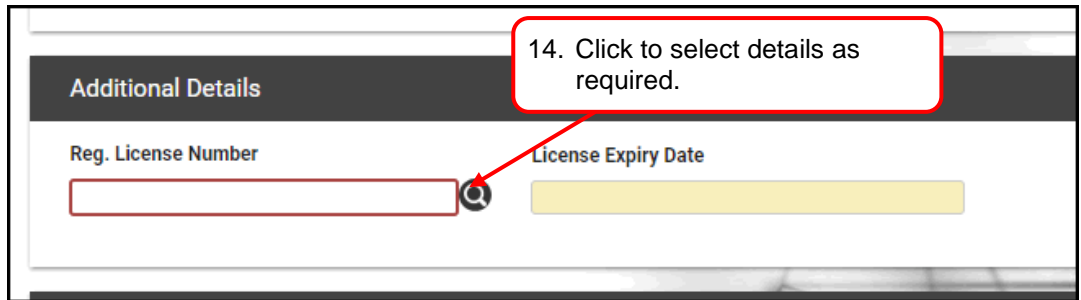 14. Click to select details as
required.
Additional Details
Reg. License Number
License Expiry Date